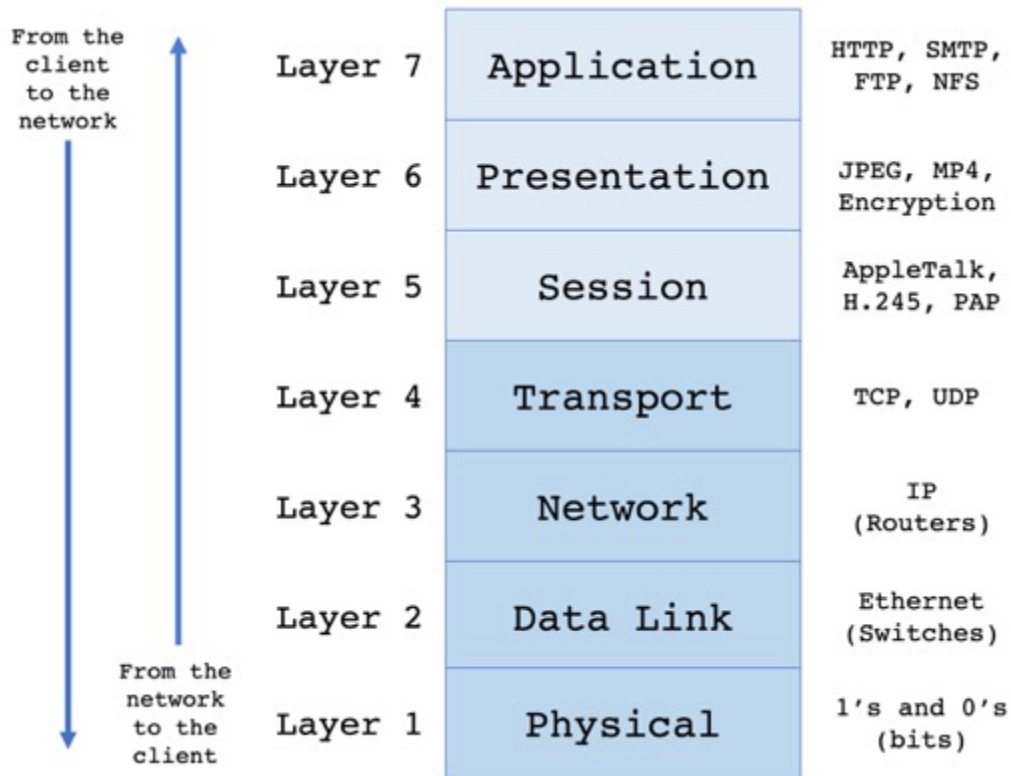 From the
client
to the
network
Layer 7
Application
HTTP, SMTP,
FTP, NFS
Layer 6
Presentation
JPEG, MP4,
Encryption
Layer 5
Session
AppleTalk,
H.245, PAP
Layer 4
Transport
TCP, UDP
Layer 3
Network
IP
(Routers)
Layer 2
Data Link
Ethernet
(Switches)
From the
network
to the
client
Layer 1
Physical
1’s and 0’s
(bits)